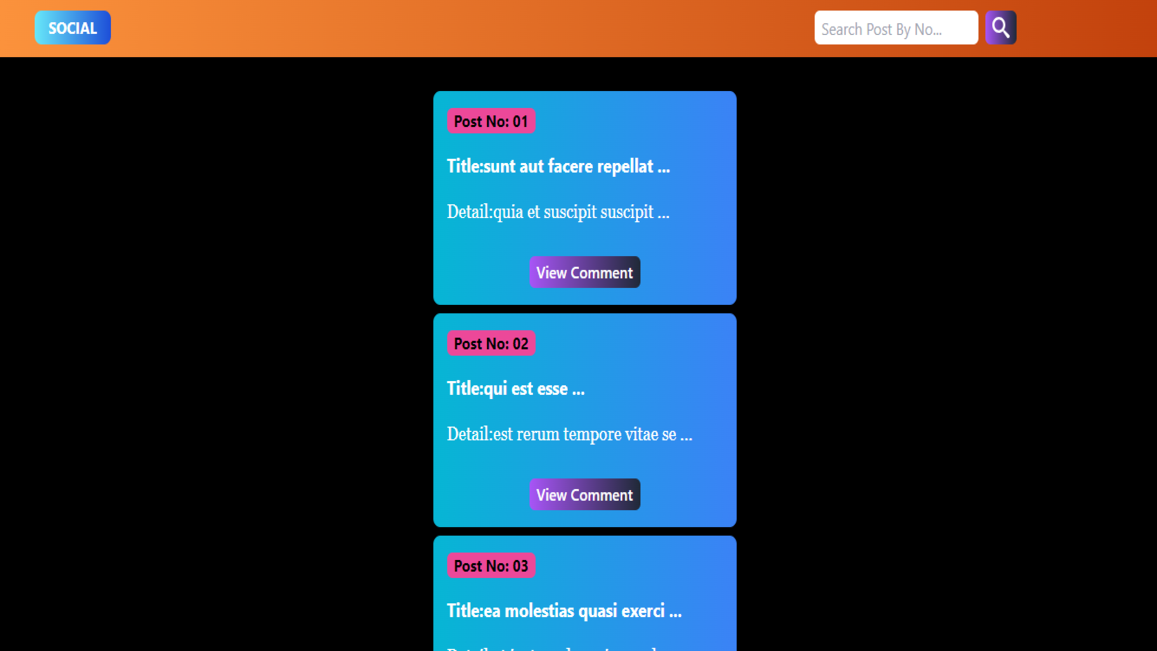 SOCIAL
Search Post By No...
Post No: 01
Title:sunt aut facere repellat ...
Detail:quia et suscipit suscipit ...
View Comment
Post No: 02
Title:qui est esse ...
Detail:est rerum tempore vitae se ...
View Comment
Post No: 03
Title:ea molestias quasi exerci ...